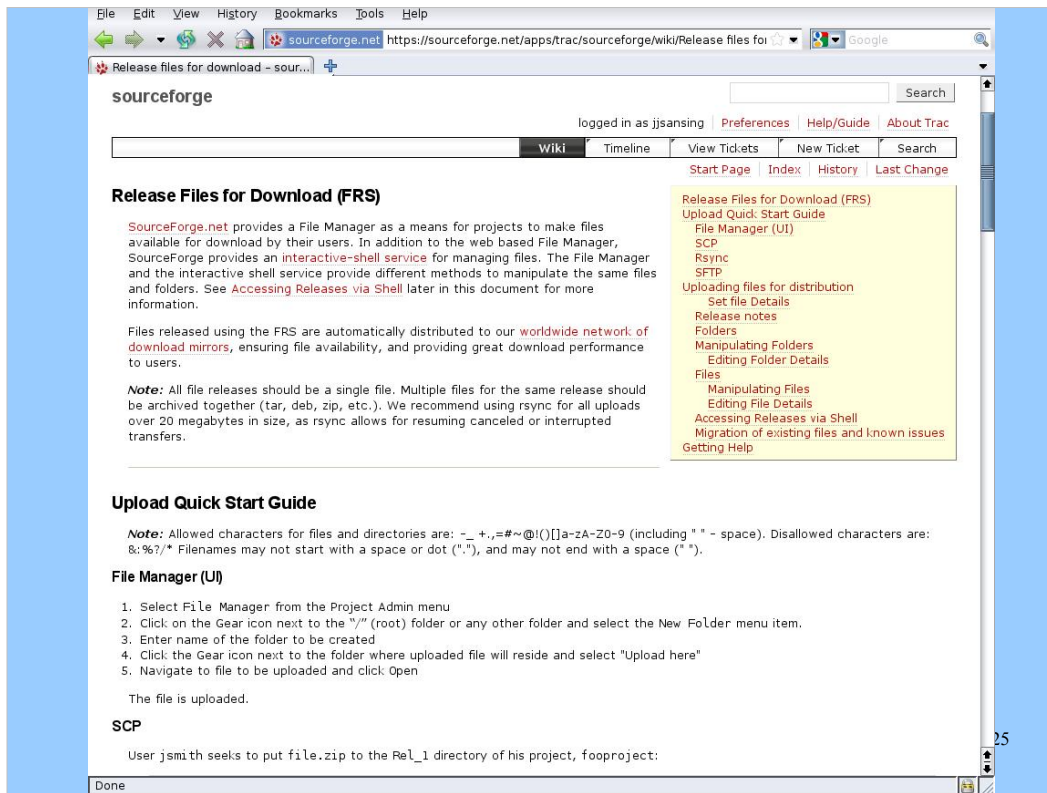 File Edit View History Bookmarks Tools Help
sourceforge.net https://sourceforge.net/apps/trac/sourceforge/wiki/Release files for Google
Release files for download – sour...
sourceforge
Search
logged in as jjsansing Preferences Help/Guide About Trac
Wiki Timeline View Tickets New Ticket Search
Start Page Index History Last Change
Release Files for Download (FRS)
SourceForge.net provides a File Manager as a means for projects to make files
available for download by their users. In addition to the web based File Manager,
SourceForge provides an interactive-shell service for managing files. The File Manager
and the interactive shell service provide different methods to manipulate the same files
and folders. See Accessing Releases via Shell later in this document for more
information.
Files released using the FRS are automatically distributed to our worldwide network of
download mirrors, ensuring file availability, and providing great download performance
to users.
Note: All file releases should be a single file. Multiple files for the same release should
be archived together (tar, deb, zip, etc.). We recommend using rsync for all uploads
over 20 megabytes in size, as rsync allows for resuming canceled or interrupted
transfers.
Release Files for Download (FRS)
Upload Quick Start Guide
File Manager (UI)
SCP
Rsync
SFTP
Uploading files for distribution
Set file Details
Release notes
Folders
Manipulating Folders
Editing Folder Details
Files
Manipulating Files
Editing File Details
Accessing Releases via Shell
Migration of existing files and known issues
Getting Help
Upload Quick Start Guide
Note: Allowed characters for files and directories are: -_ +.,=#~@!()[]a-zA-Z0-9 (including " " - space). Disallowed characters are:
&:%?/* Filenames may not start with a space or dot ("."), and may not end with a space (" ").
File Manager (UI)
1. Select File Manager from the Project Admin menu
2. Click on the Gear icon next to the “/” (root) folder or any other folder and select the New Folder menu item.
3. Enter name of the folder to be created
4. Click the Gear icon next to the folder where uploaded file will reside and select "Upload here"
5. Navigate to file to be uploaded and click Open
The file is uploaded.
SCP
User jsmith seeks to put file.zip to the Rel_1 directory of his project, fooproject:
25
Done